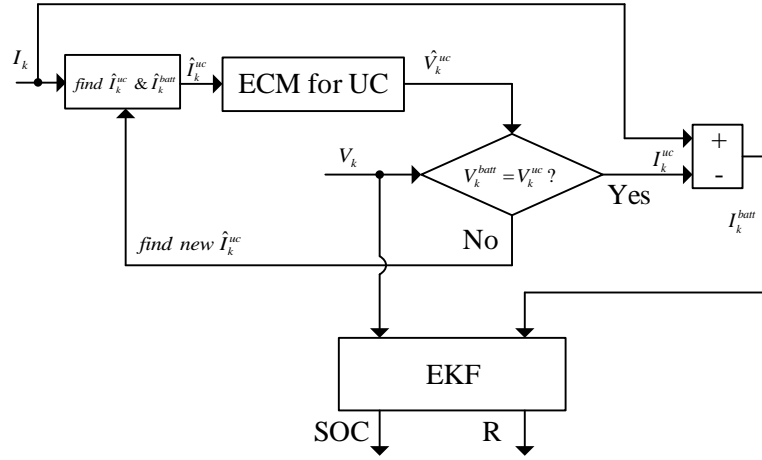 I_k
find Î_k^{uc} & Î_k^{batt}
Î_k^{uc}
ECM for UC
V̂_k^{uc}
+
-
V_k
V_k^{batt} = V_k^{uc} ?
I_k^{uc}
Yes
I_k^{batt}
No
find new Î_k^{uc}
EKF
SOC
R